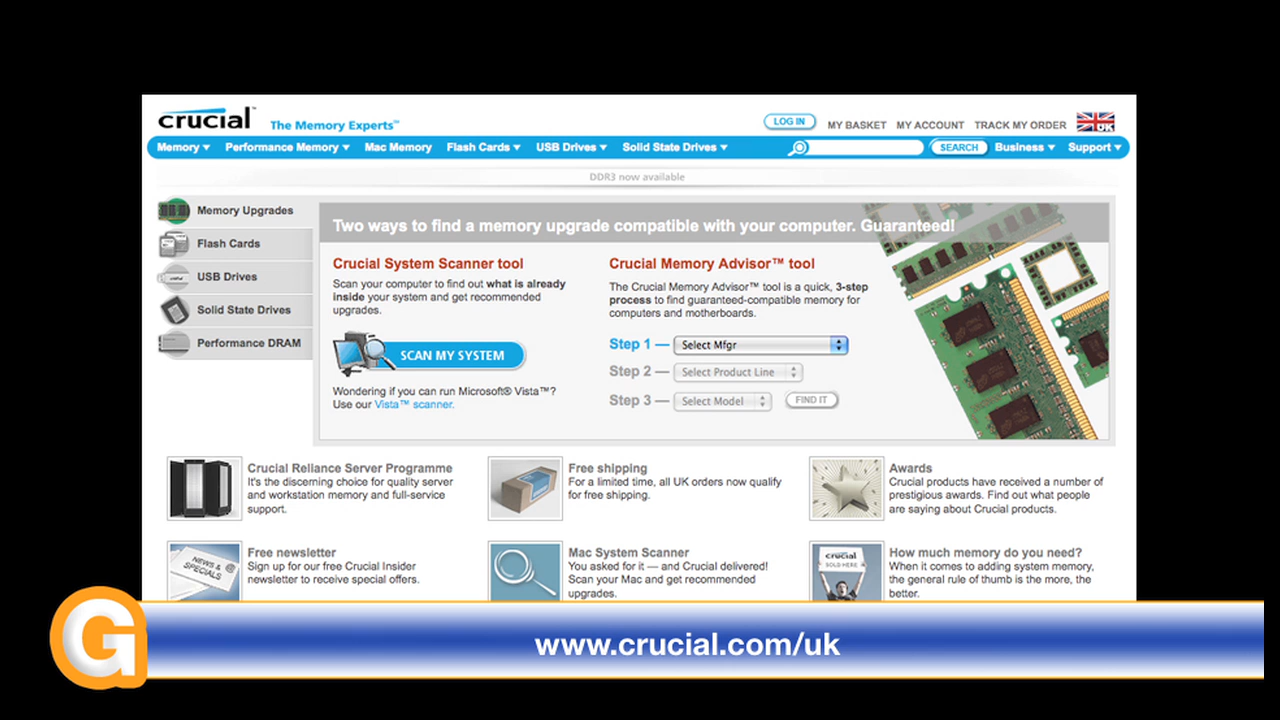 crucial™ The Memory Experts™
LOG IN MY BASKET MY ACCOUNT TRACK MY ORDER UK
Memory Performance Memory Mac Memory Flash Cards USB Drives Solid State Drives SEARCH Business Support
DDR3 now available
Memory Upgrades
Flash Cards
USB Drives
Solid State Drives
Performance DRAM
Two ways to find a memory upgrade compatible with your computer. Guaranteed!
Crucial System Scanner tool
Scan your computer to find out what is already
inside your system and get recommended
upgrades.
SCAN MY SYSTEM
Wondering if you can run Microsoft® Vista™?
Use our Vista™ scanner.
Crucial Memory Advisor™ tool
The Crucial Memory Advisor™ tool is a quick, 3-step
process to find guaranteed-compatible memory for
computers and motherboards.
Step 1 — Select Mfgr
Step 2 — Select Product Line
Step 3 — Select Model FIND IT
Crucial Reliance Server Programme
It's the discerning choice for quality server
and workstation memory and full-service
support.
Free shipping
For a limited time, all UK orders now qualify
for free shipping.
Awards
Crucial products have received a number of
prestigious awards. Find out what people
are saying about Crucial products.
NEWS &
SPECIALS
Free newsletter
Sign up for our free Crucial Insider
newsletter to receive special offers.
Mac System Scanner
You asked for it — and Crucial delivered!
Scan your Mac and get recommended
upgrades.
crucial
SOLD HERE
How much memory do you need?
When it comes to adding system memory,
the general rule of thumb is the more, the
better.
G
www.crucial.com/uk